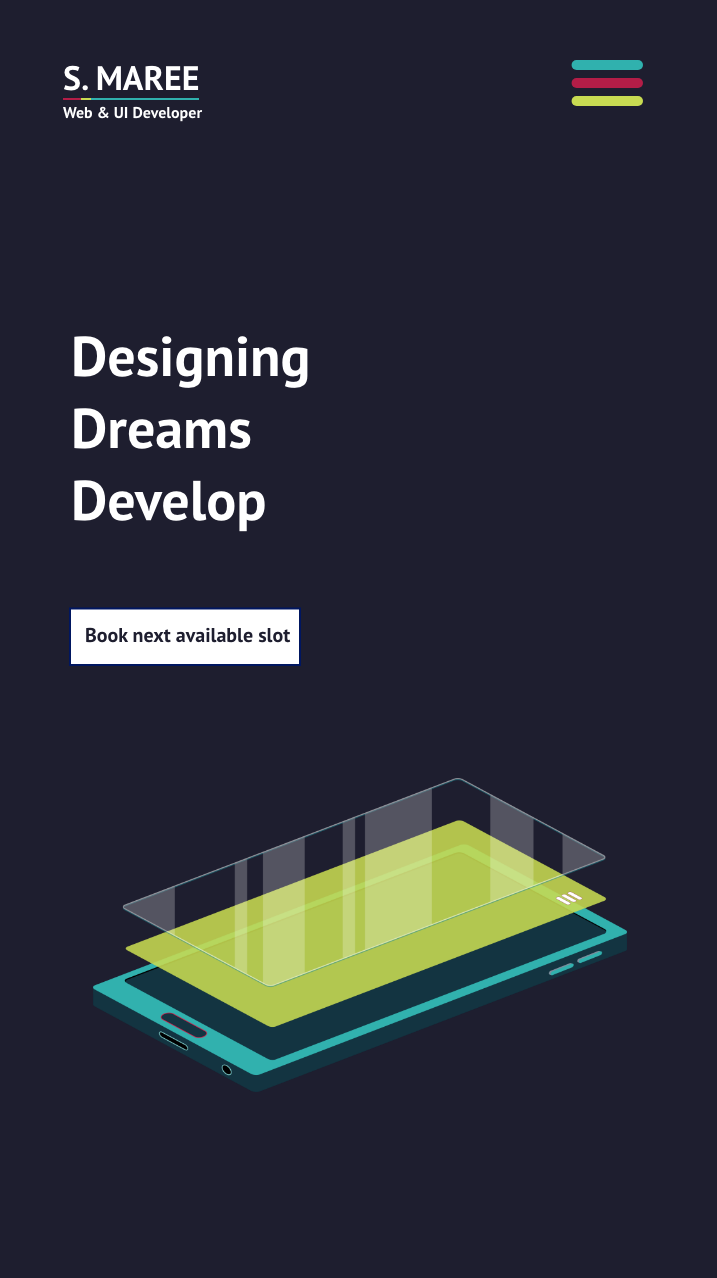 S. MAREE
Web & UI Developer
Designing
Dreams
Develop
Book next available slot